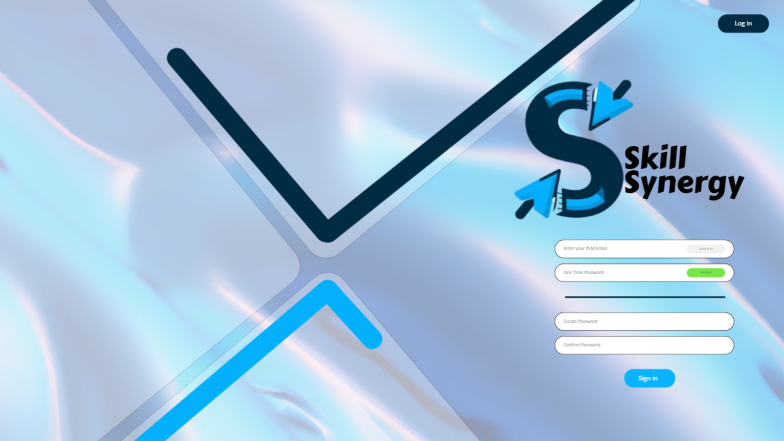 Log in
Skill
Synergy
Enter your PLM Email
One Time Password
Create Password
Confirm Password
Sign in